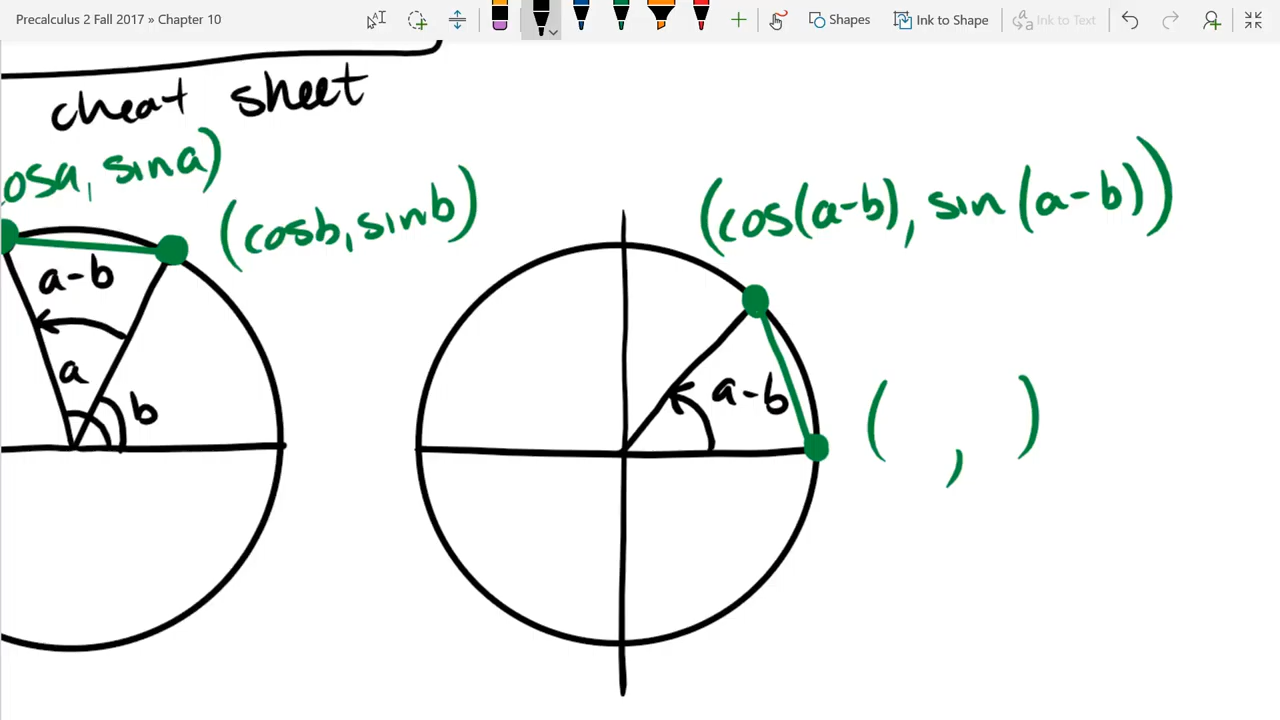 Precalculus 2 Fall 2017 » Chapter 10
Shapes
Ink to Shape
Ink to Text
cheat sheet
osa, sina)
(cosb, sinb)
(cos(a-b), sin(a-b))
a-b
a
b
a-b
( , )